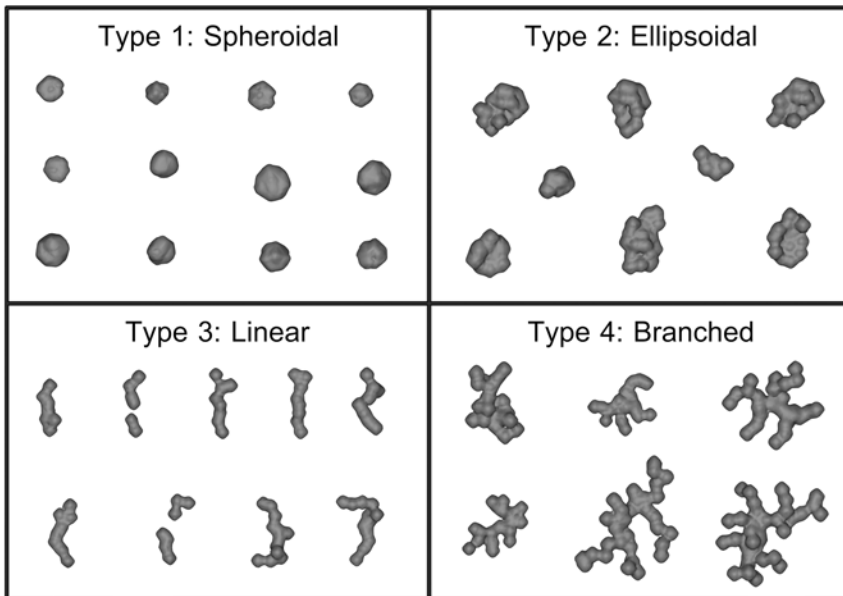 Type 1: Spheroidal
Type 2: Ellipsoidal
Type 3: Linear
Type 4: Branched